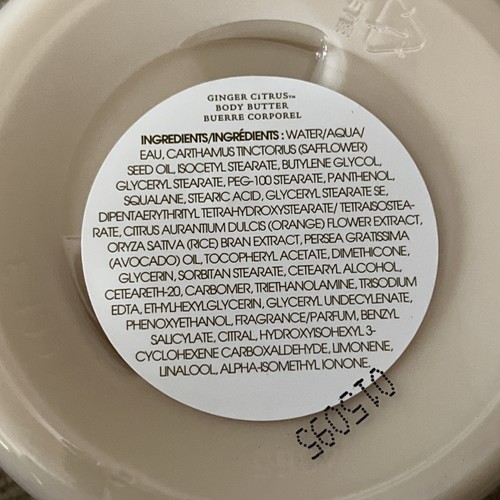 GINGER CiTRUS™
BODY BUTTER
BUERRE CORPOREL
INGREDIENTS/INGRÉDIENTS : WATER/AQUA/
EAU, CARTHAMUS TINCTORIUS (SAFFLOWER)
SEED OIL, ISOCETYL STEARATE, BUTYLENE GLYCOL,
GLYCERYL STEARATE, PEG-100 STEARATE, PANTHENOL,
SQUALANE, STEARIC ACID, GLYCERYL STEARATE SE,
DIPENTAERYTHRITYL TETRAHYDROXYSTEARATE/ TETRAISOSTEA-
RATE, CITRUS AURANTIUM DULCIS (ORANGE) FLOWER EXTRACT,
ORYZA SATIVA (RICE) BRAN EXTRACT, PERSEA GRATISSIMA
(AVOCADO) OIL, TOCOPHERYL ACETATE, DIMETHICONE,
GLYCERIN, SORBITAN STEARATE, CETEARYL ALCOHOL,
CETEARETH-20, CARBOMER, TRIETHANOLAMINE, TRISODIUM
EDTA, ETHYLHEXYLGLYCERIN, GLYCERYL UNDECYLENATE,
PHENOXYETHANOL, FRAGRANCE/PARFUM, BENZYL
SALICYLATE, CITRAL, HYDROXYISOHEXYL 3-
CYCLOHEXENE CARBOXALDEHYDE, LIMONENE,
LINALOOL, ALPHA-ISOMETHYL IONONE,